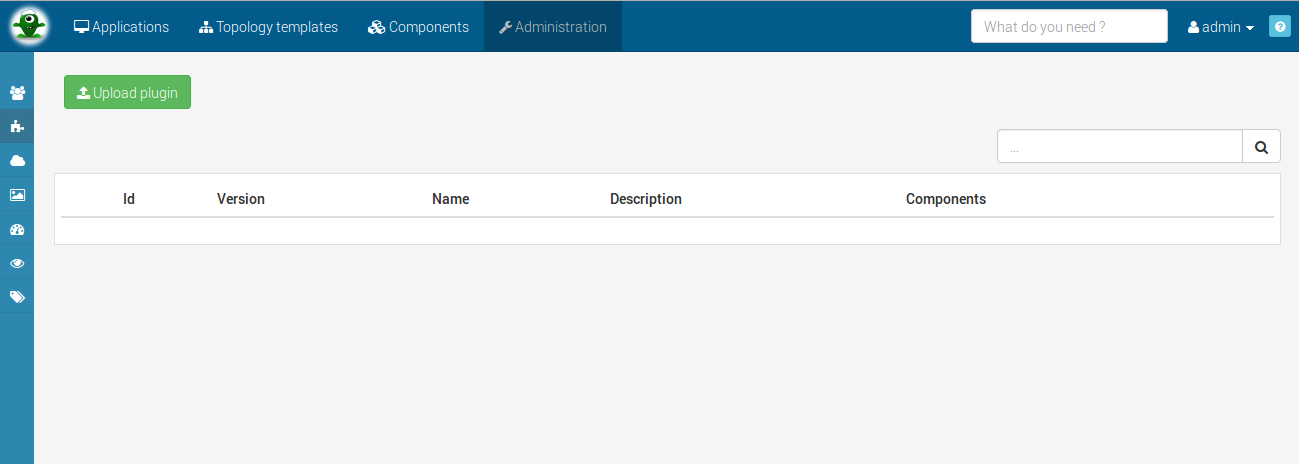 Applications Topology templates Components Administration What do you need ? admin ?
Upload plugin
...
Id Version Name Description Components